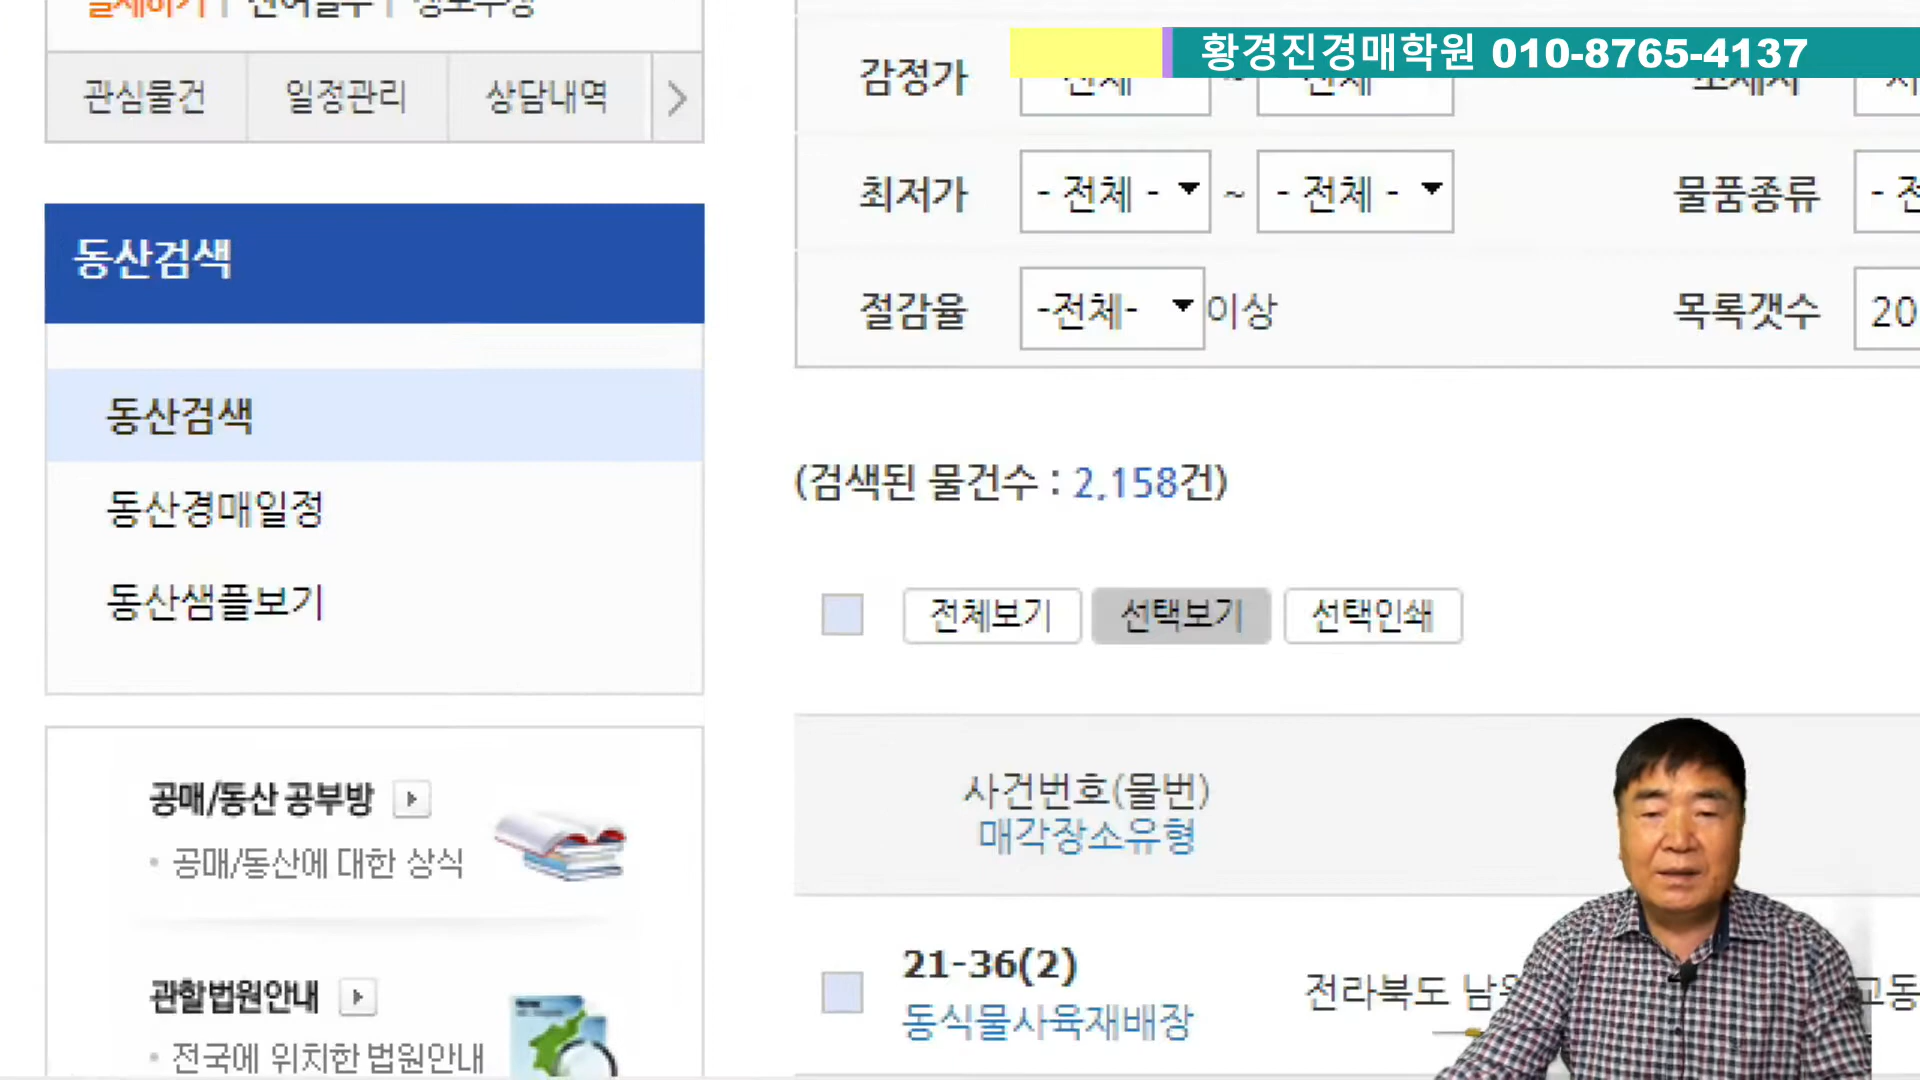 황경진경매학원 010-8765-4137
관심물건 일정관리 상담내역
감정가
최저가 - 전체 - ~ - 전체 - 물품종류
동산검색
절감율 -전체- 이상 목록갯수 20
동산검색
(검색된 물건수 : 2,158건)
동산경매일정
동산샘플보기
전체보기 선택보기 선택인쇄
공매/동산 공부방
• 공매/동산에 대한 상식
사건번호(물번)
매각장소유형
관할법원안내
• 전국에 위치한 법원안내
21-36(2)
동식물사육재배장
전라북도